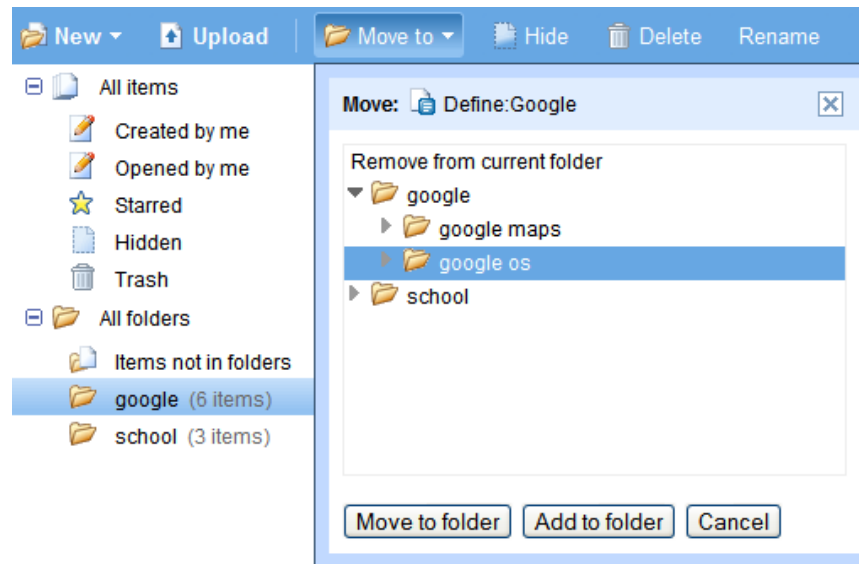 New Upload Move to Hide Delete Rename
All items
Created by me
Opened by me
Starred
Hidden
Trash
All folders
Items not in folders
google (6 items)
school (3 items)
Move: Define:Google
Remove from current folder
google
google maps
google os
school
Move to folder Add to folder Cancel